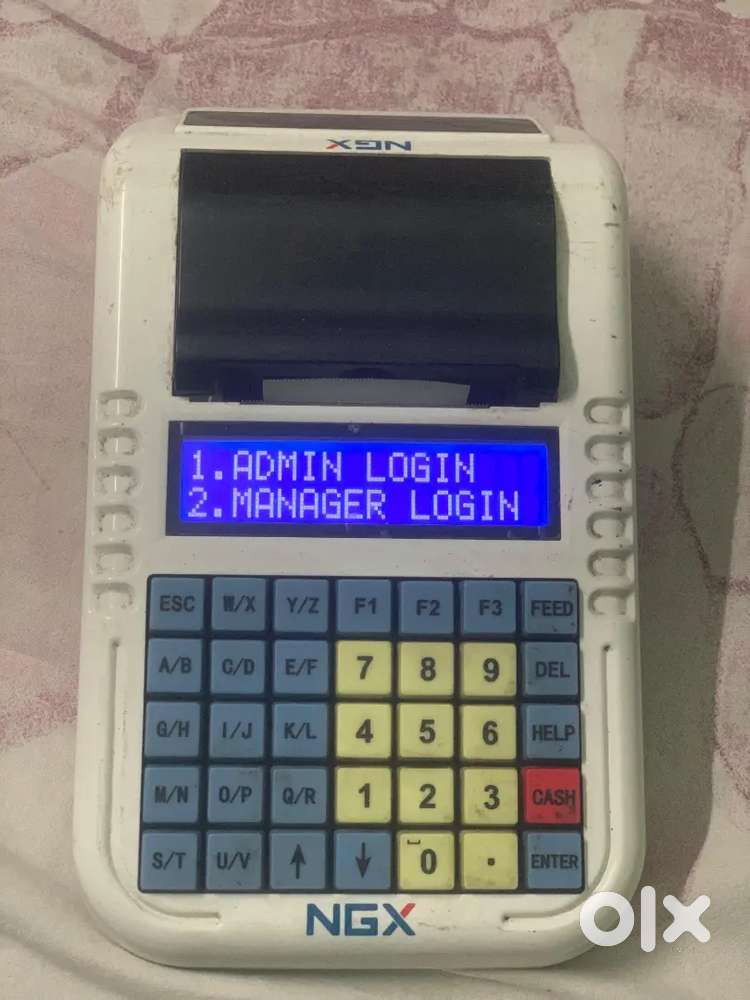 NGX
1.ADMIN LOGIN
2.MANAGER LOGIN
ESC W/X Y/Z F1 F2 F3 FEED
A/B C/D E/F 7 8 9 DEL
G/H I/J K/L 4 5 6 HELP
M/N O/P Q/R 1 2 3 CASH
S/T U/V ↑ ↓ 0 . ENTER
NGX
olx